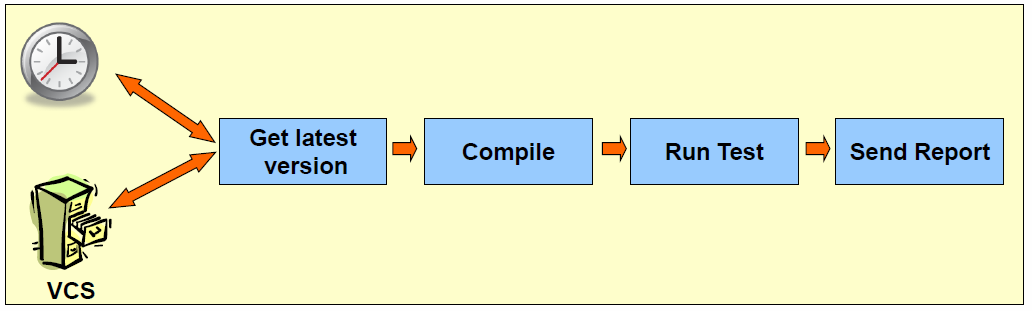 Get latest
version
Compile
Run Test
Send Report
VCS